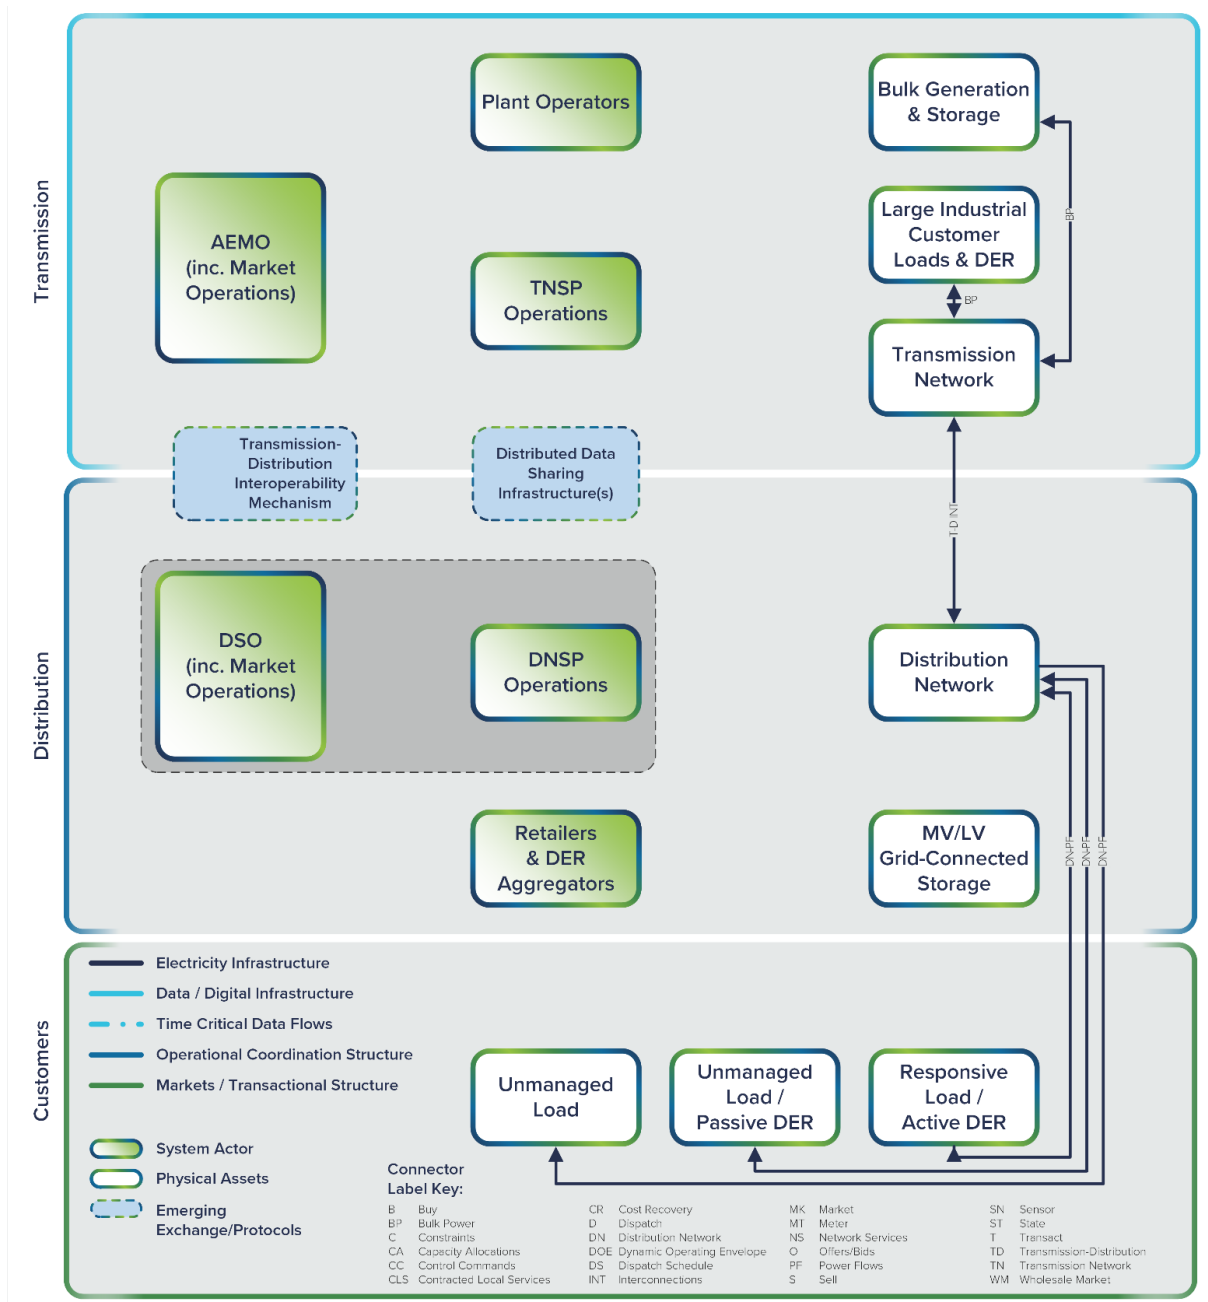 Transmission
Plant Operators
Bulk Generation
& Storage
AEMO
(inc. Market
Operations)
Large Industrial
Customer
Loads & DER
BP
TNSP
Operations
BP
Transmission
Network
Transmission-
Distribution
Interoperability
Mechanism
Distributed Data
Sharing
Infrastructure(s)
T-D INT
Distribution
DSO
(inc. Market
Operations)
DNSP
Operations
Distribution
Network
Retailers
& DER
Aggregators
MV/LV
Grid-Connected
Storage
DN-PF
DN-PF
DN-PF
Customers
Electricity Infrastructure
Data / Digital Infrastructure
Time Critical Data Flows
Operational Coordination Structure
Markets / Transactional Structure
Unmanaged
Load
Unmanaged
Load /
Passive DER
Responsive
Load /
Active DER
System Actor
Physical Assets
Emerging
Exchange/Protocols
Connector
Label Key:
B Buy
BP Bulk Power
C Constraints
CA Capacity Allocations
CC Control Commands
CLS Contracted Local Services
CR Cost Recovery
D Dispatch
DN Distribution Network
DOE Dynamic Operating Envelope
DS Dispatch Schedule
INT Interconnections
MK Market
MT Meter
NS Network Services
O Offers/Bids
PF Power Flows
S Sell
SN Sensor
ST State
T Transact
TD Transmission-Distribution
TN Transmission Network
WM Wholesale Market